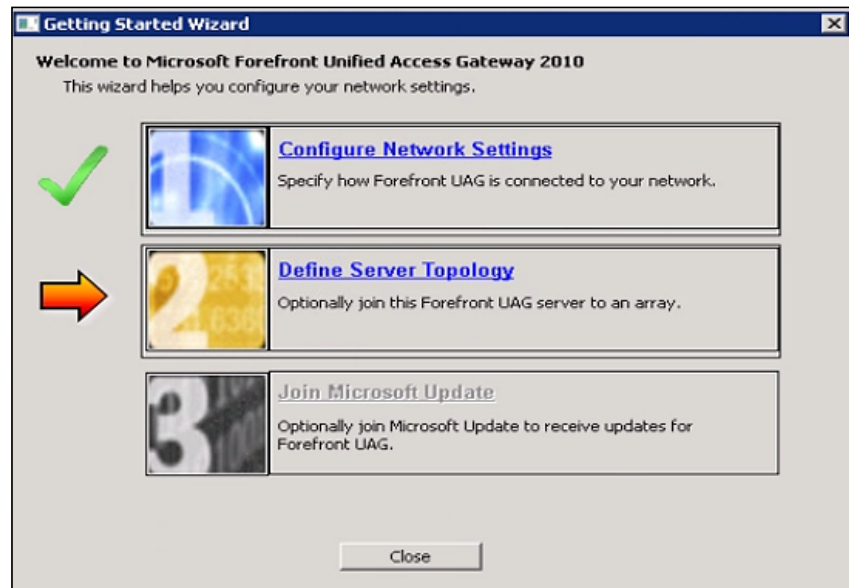 Getting Started Wizard
Welcome to Microsoft Forefront Unified Access Gateway 2010
This wizard helps you configure your network settings.
1
Configure Network Settings
Specify how Forefront UAG is connected to your network.
2
Define Server Topology
Optionally join this Forefront UAG server to an array.
3
Join Microsoft Update
Optionally join Microsoft Update to receive updates for
Forefront UAG.
Close